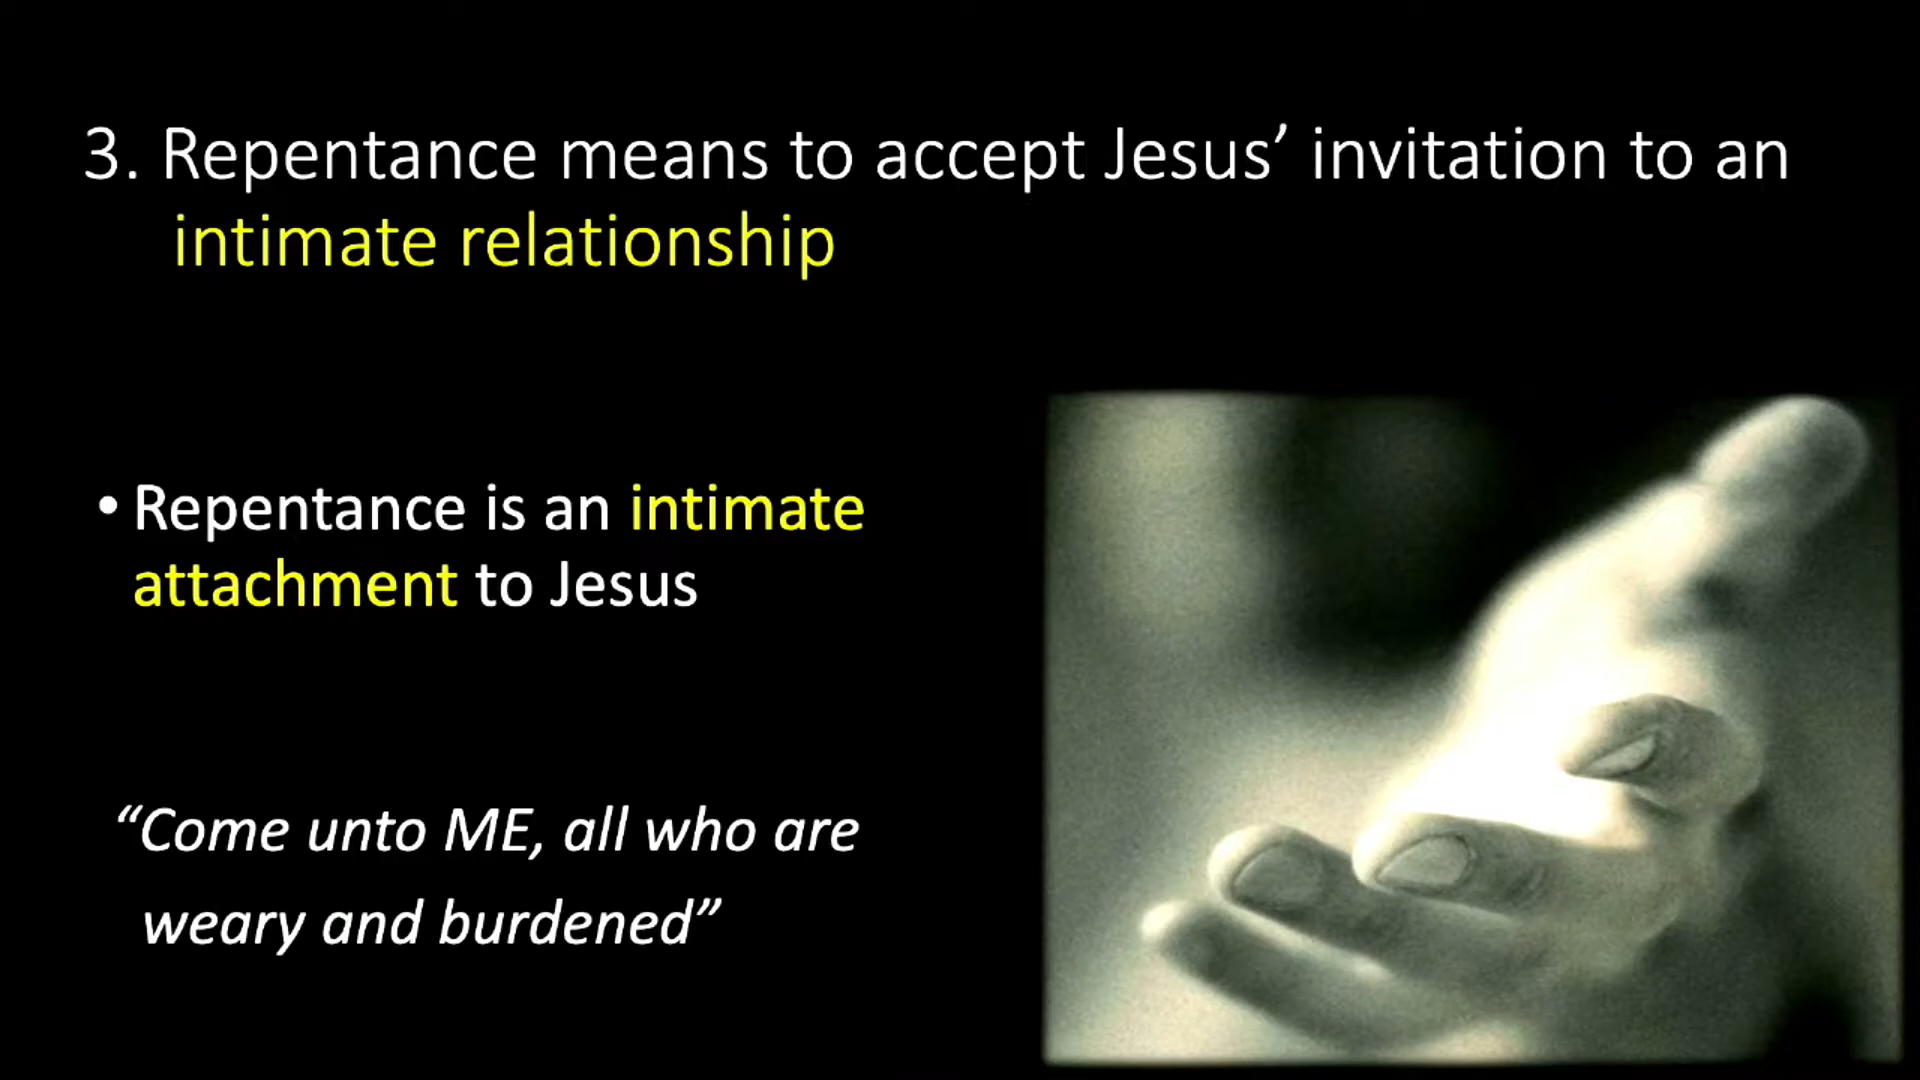 3. Repentance means to accept Jesus’ invitation to an
intimate relationship
• Repentance is an intimate
attachment to Jesus
“Come unto ME, all who are
weary and burdened”